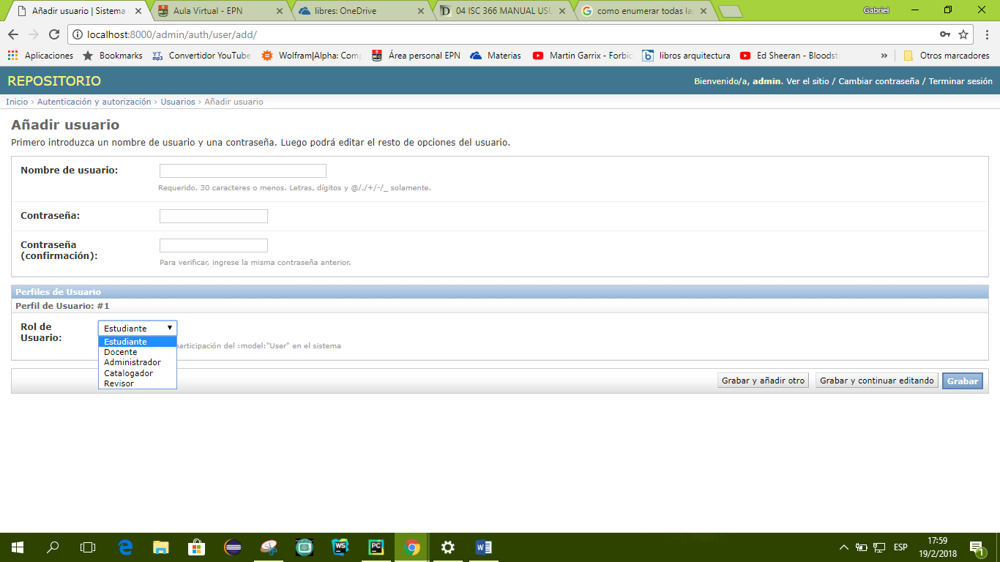 Añadir usuario | Sistema
Aula Virtual - EPN
libres: OneDrive
04 ISC 366 MANUAL USU
como enumerar todas la
Gabriel
localhost:8000/admin/auth/user/add/
Aplicaciones
Bookmarks
Convertidor YouTube
Wolfram|Alpha: Comp
Área personal EPN
Materias
Martin Garrix - Forbid
libros arquitectura
Ed Sheeran - Bloodst
»
Otros marcadores
REPOSITORIO
Bienvenido/a, admin. Ver el sitio / Cambiar contraseña / Terminar sesión
Inicio › Autenticación y autorización › Usuarios › Añadir usuario
Añadir usuario
Primero introduzca un nombre de usuario y una contraseña. Luego podrá editar el resto de opciones del usuario.
Nombre de usuario:
Requerido. 30 caracteres o menos. Letras, dígitos y @/./+/-/_ solamente.
Contraseña:
Contraseña
(confirmación):
Para verificar, ingrese la misma contraseña anterior.
Perfiles de Usuario
Perfil de Usuario: #1
Rol de
Usuario:
Estudiante
participación del :model:"User" en el sistema
Estudiante
Docente
Administrador
Catalogador
Revisor
Grabar y añadir otro
Grabar y continuar editando
Grabar
ESP
17:59
19/2/2018
1